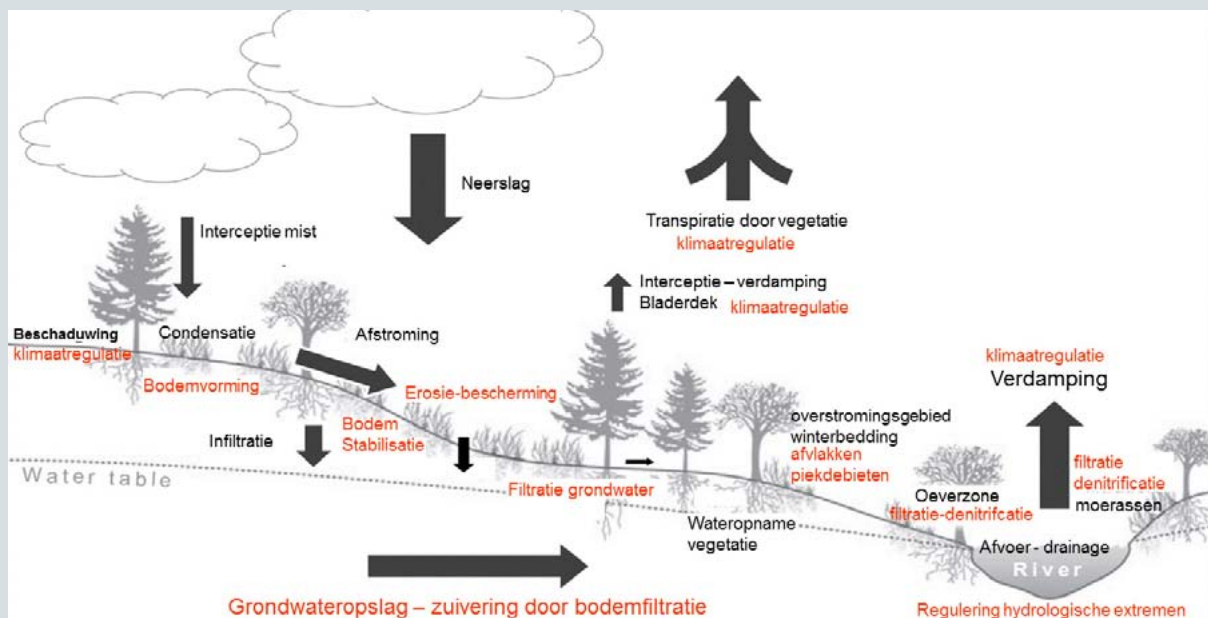 Neerslag
Interceptie mist
Transpiratie door vegetatie
klimaatregulatie
Interceptie – verdamping
Bladerdek
klimaatregulatie
Beschaduwing
klimaatregulatie
Condensatie
Afstroming
Bodemvorming
Erosie-bescherming
Bodem
Stabilisatie
Infiltratie
Water table
Filtratie grondwater
klimaatregulatie
Verdamping
overstromingsgebied
winterbedding
afvlakken
piekdebieten
filtratie
denitrificatie
moerassen
Oeverzone
filtratie-denitrifcatie
Wateropname
vegetatie
Afvoer - drainage
River
Grondwateropslag – zuivering door bodemfiltratie
Regulering hydrologische extremen